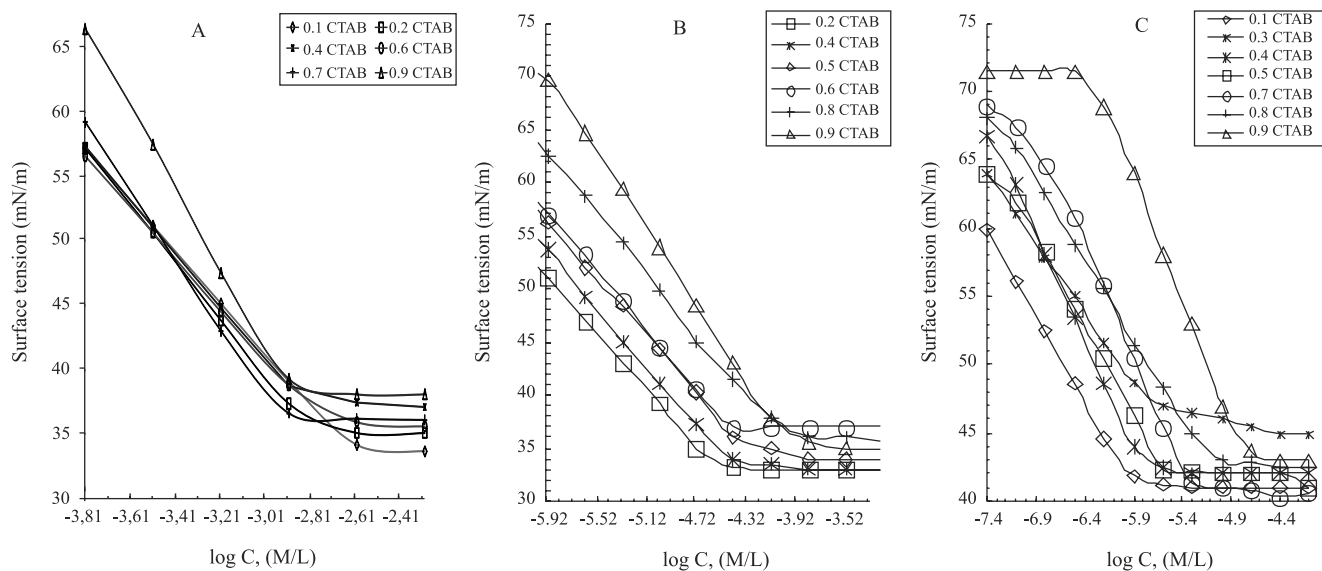 A
0.1 CTAB 0.2 CTAB
0.4 CTAB 0.6 CTAB
0.7 CTAB 0.9 CTAB
65
60
55
50
45
40
35
30
-3,81 -3,61 -3,41 -3,21 -3,01 -2,81 -2,61 -2,41
Surface tension (mN/m)
log C, (M/L)
B
0.2 CTAB
0.4 CTAB
0.5 CTAB
0.6 CTAB
0.8 CTAB
0.9 CTAB
75
70
65
60
55
50
45
40
35
30
-5.92 -5.52 -5.12 -4.72 -4.32 -3.92 -3.52
Surface tension (mN/m)
log C, (M/L)
C
0.1 CTAB
0.3 CTAB
0.4 CTAB
0.5 CTAB
0.7 CTAB
0.8 CTAB
0.9 CTAB
75
70
65
60
55
50
45
40
-7.4 -6.9 -6.4 -5.9 -5.4 -4.9 -4.4
Surface tension (mN/m)
log C, (M/L)